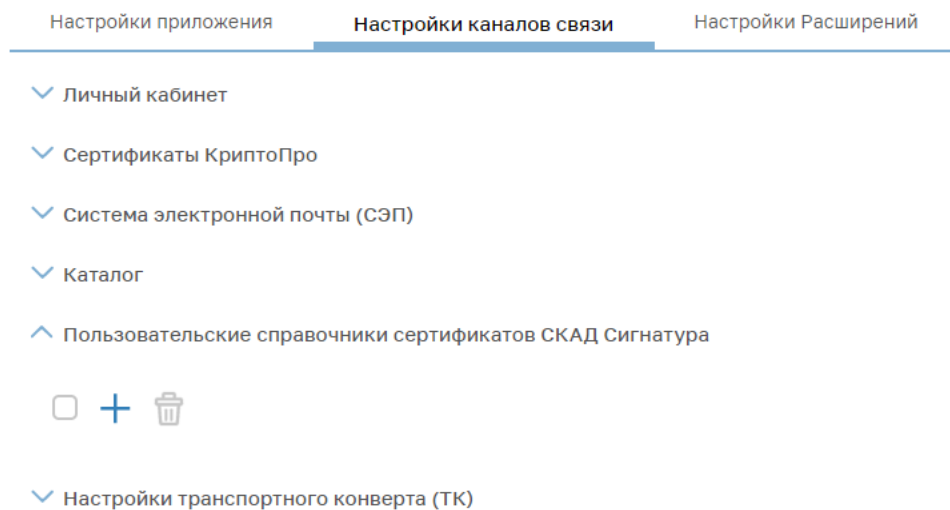 Настройки приложения Настройки каналов связи Настройки Расширений
Личный кабинет
Сертификаты КриптоПро
Система электронной почты (СЭП)
Каталог
Пользовательские справочники сертификатов СКАД Сигнатура
Настройки транспортного конверта (ТК)